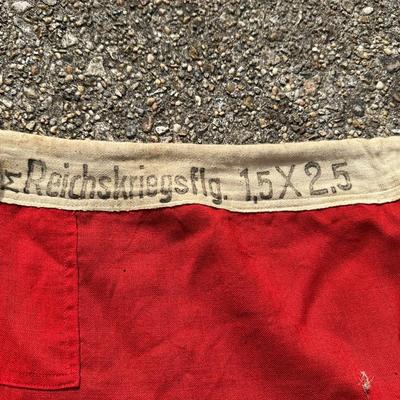 Reichskriegsflg. 1,5 X 2,5